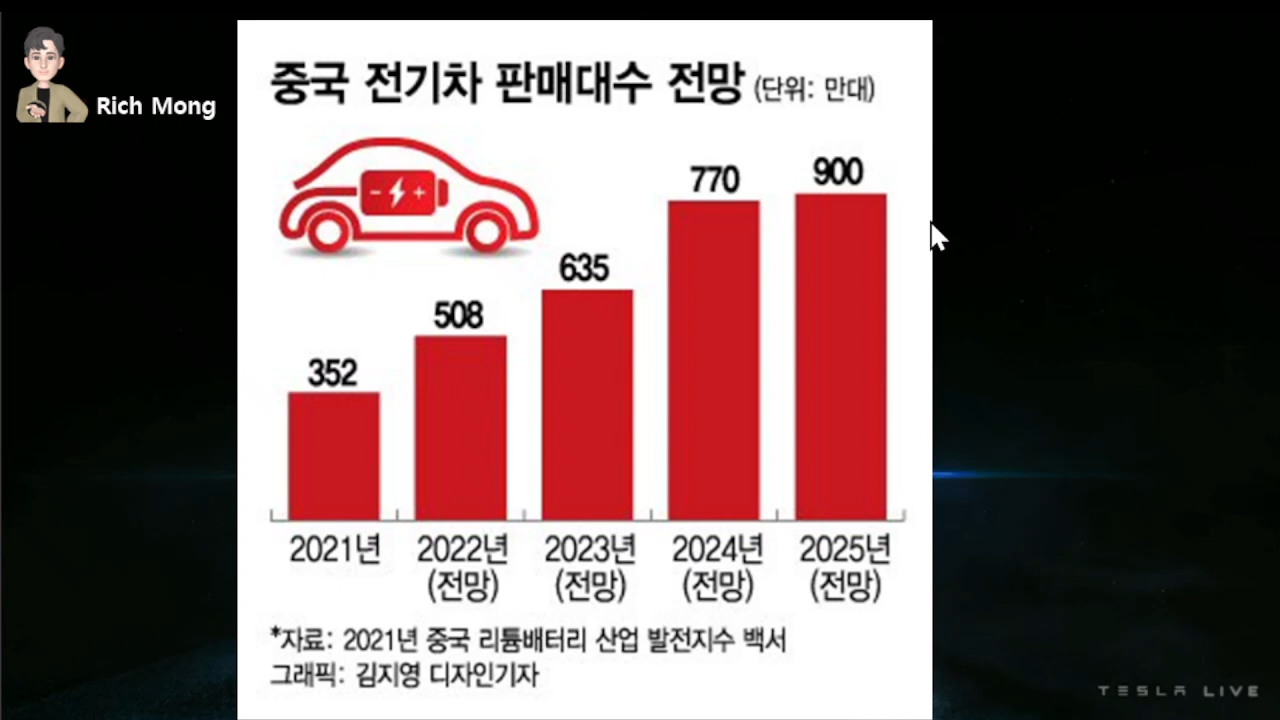 Rich Mong
중국 전기차 판매대수 전망 (단위: 만대)
352
508
635
770
900
2021년
2022년
(전망)
2023년
(전망)
2024년
(전망)
2025년
(전망)
*자료: 2021년 중국 리튬배터리 산업 발전지수 백서
그래픽: 김지영 디자인기자
TESLA LIVE